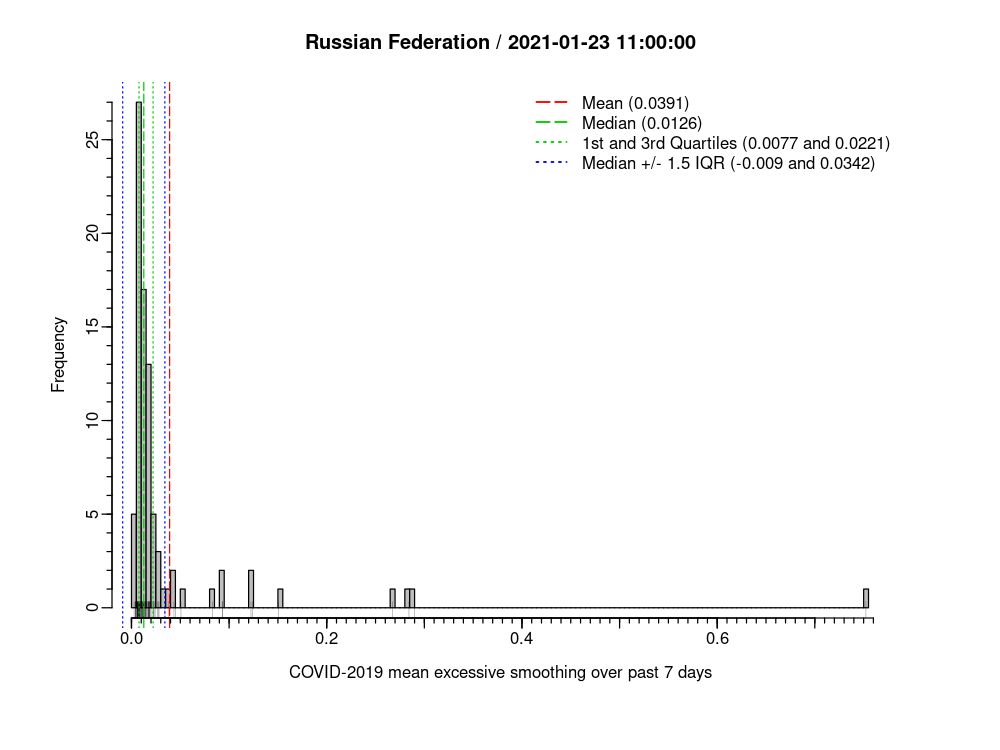 Russian Federation / 2021-01-23 11:00:00
Mean (0.0391)
Median (0.0126)
1st and 3rd Quartiles (0.0077 and 0.0221)
Median +/- 1.5 IQR (-0.009 and 0.0342)
Frequency
25
20
15
10
5
0
0.0 0.2 0.4 0.6
COVID-2019 mean excessive smoothing over past 7 days